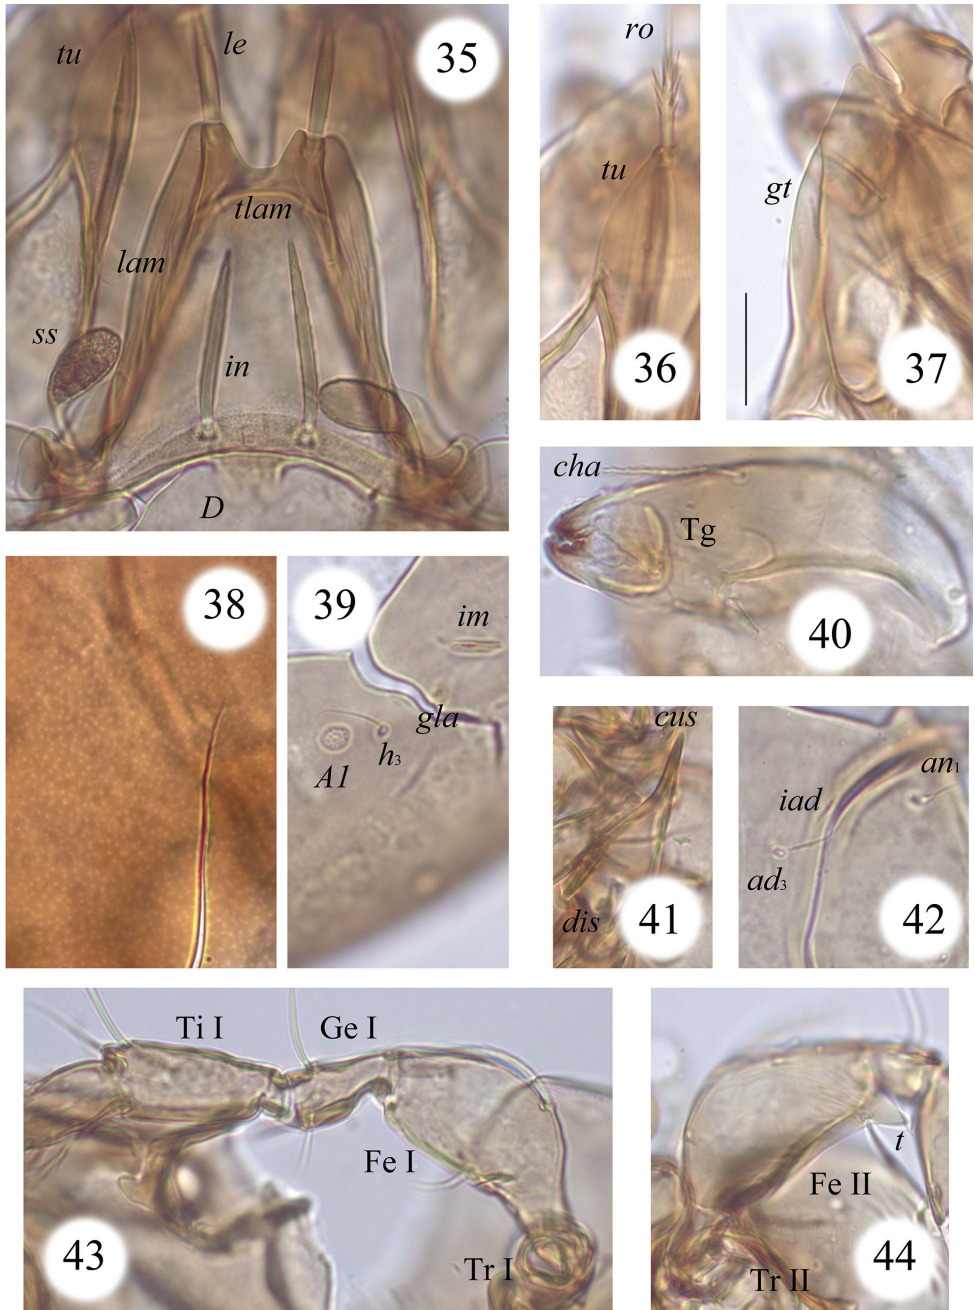 tu
le
35
tlam
lam
ss
in
D
ro
tu
36
gt
37
cha
Tg
40
38
39
im
gla
A1
h3
cus
dis
41
an1
iad
ad3
42
Ti I
Ge I
Fe I
43
Tr I
t
Fe II
44
Tr II